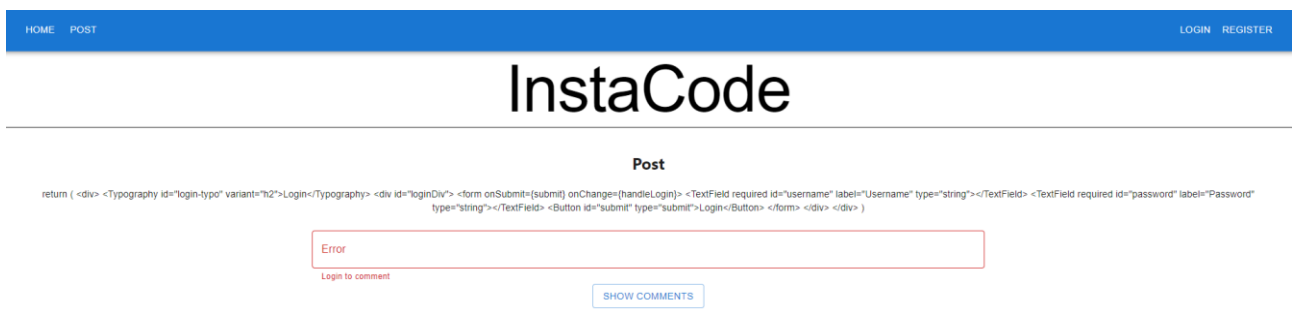 HOME POST LOGIN REGISTER
InstaCode
Post
return ( <div> <Typography id="login-typo" variant="h2">Login</Typography> <div id="loginDiv"> <form onSubmit={submit} onChange={handleLogin}> <TextField required id="username" label="Username" type="string"></TextField> <TextField required id="password" label="Password"
type="string"></TextField> <Button id="submit" type="submit">Login</Button> </form> </div> </div> )
Error
Login to comment
SHOW COMMENTS